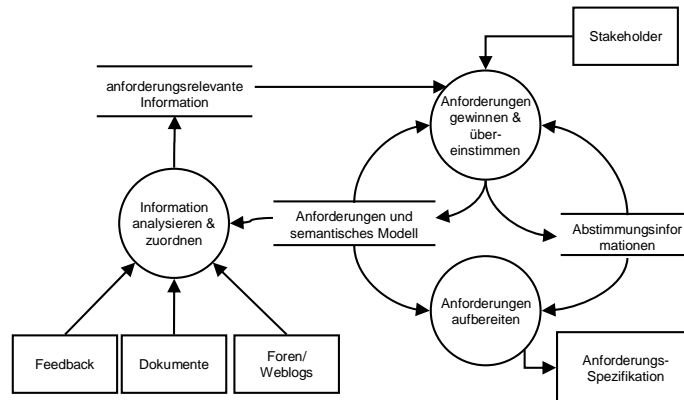 Stakeholder
anforderungsrelevante
Information
Anforderungen
gewinnen & 
über-
einstimmen
Information
analysieren &
zuordnen
Anforderungen und
semantisches Modell
Abstimmungsinfor
mationen
Anforderungen
aufbereiten
Feedback
Dokumente
Foren/
Weblogs
Anforderungs-
Spezifikation